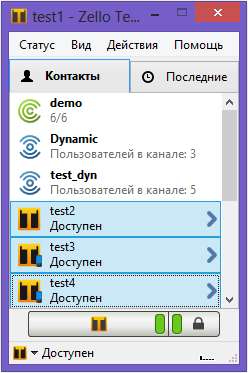 test1 - Zello Te...
Статус Вид Действия Помощь
Контакты Последние
demo
6/6
Dynamic
Пользователей в канале: 3
test_dyn
Пользователей в канале: 5
test2
Доступен
test3
Доступен
test4
Доступен
Доступен